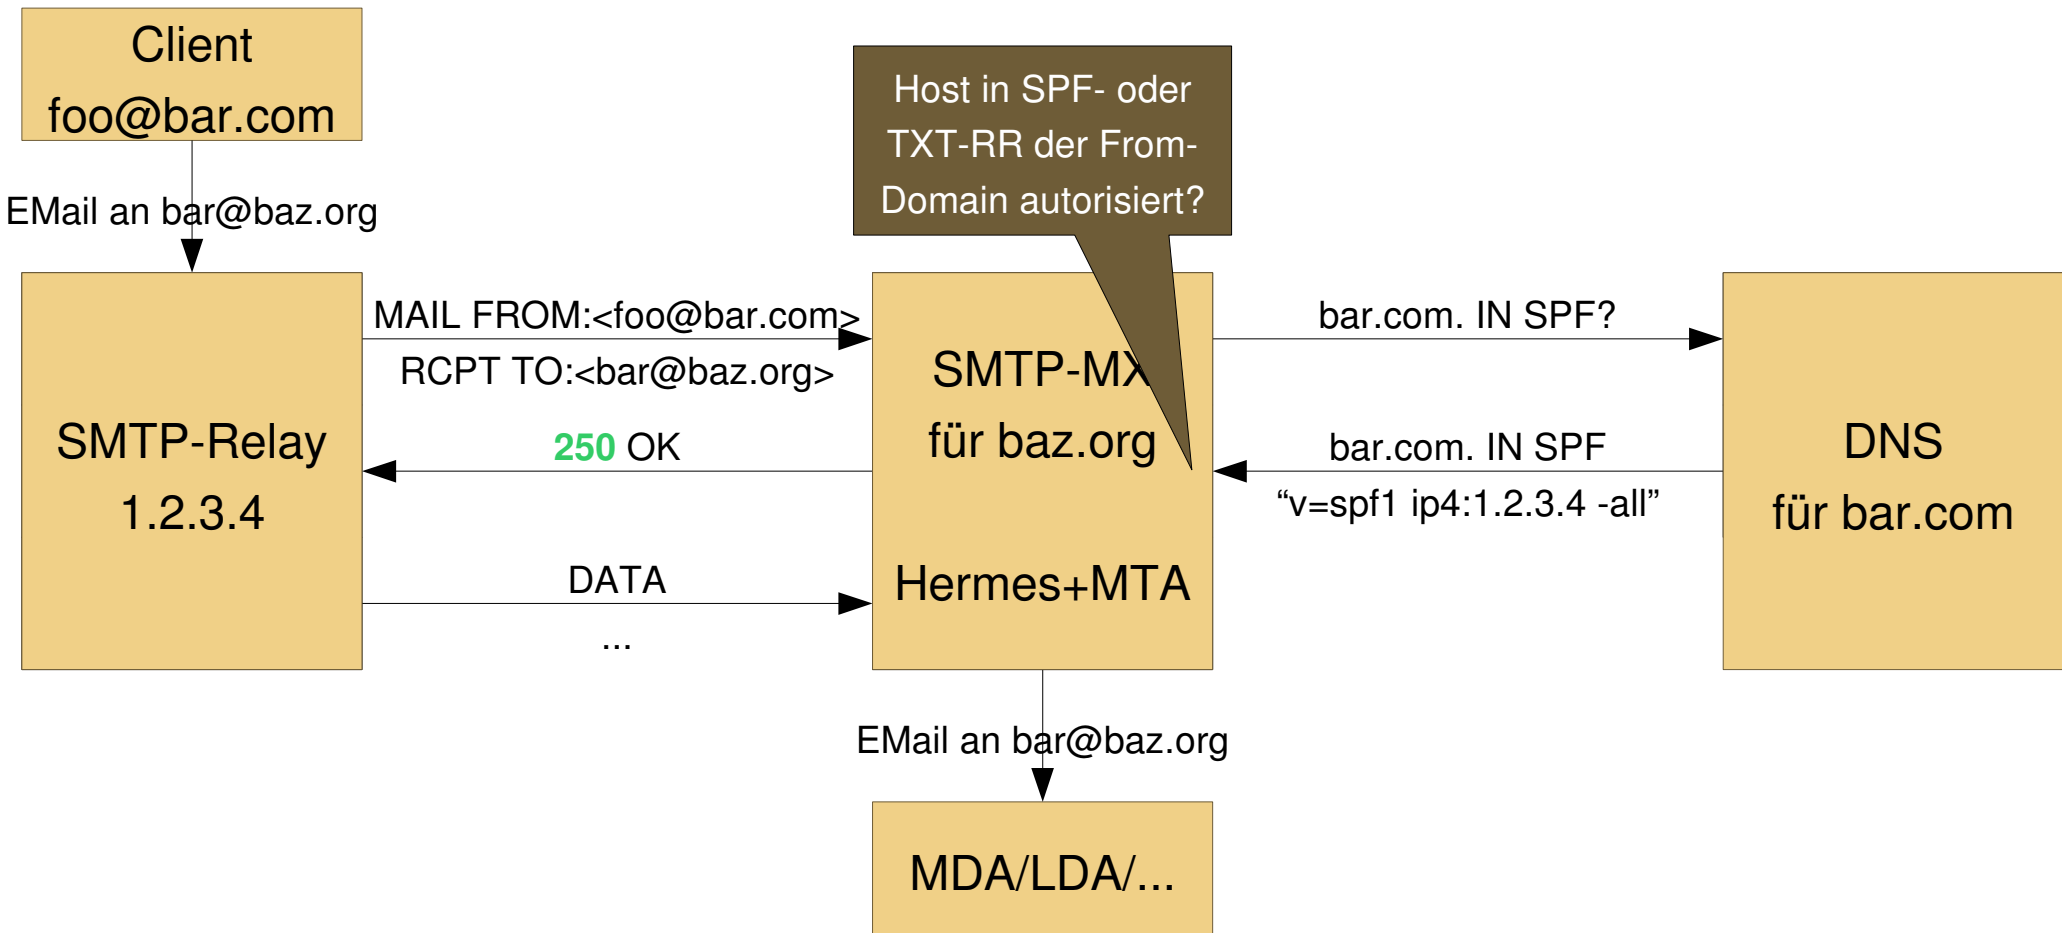 Client
foo@bar.com
EMail an bar@baz.org
Host in SPF- oder
TXT-RR der From-
Domain autorisiert?
SMTP-Relay
1.2.3.4
MAIL FROM:<foo@bar.com>
RCPT TO:<bar@baz.org>
250 OK
DATA
...
SMTP-MX
für baz.org
Hermes+MTA
bar.com. IN SPF?
bar.com. IN SPF
“v=spf1 ip4:1.2.3.4 -all”
DNS
für bar.com
EMail an bar@baz.org
MDA/LDA/...